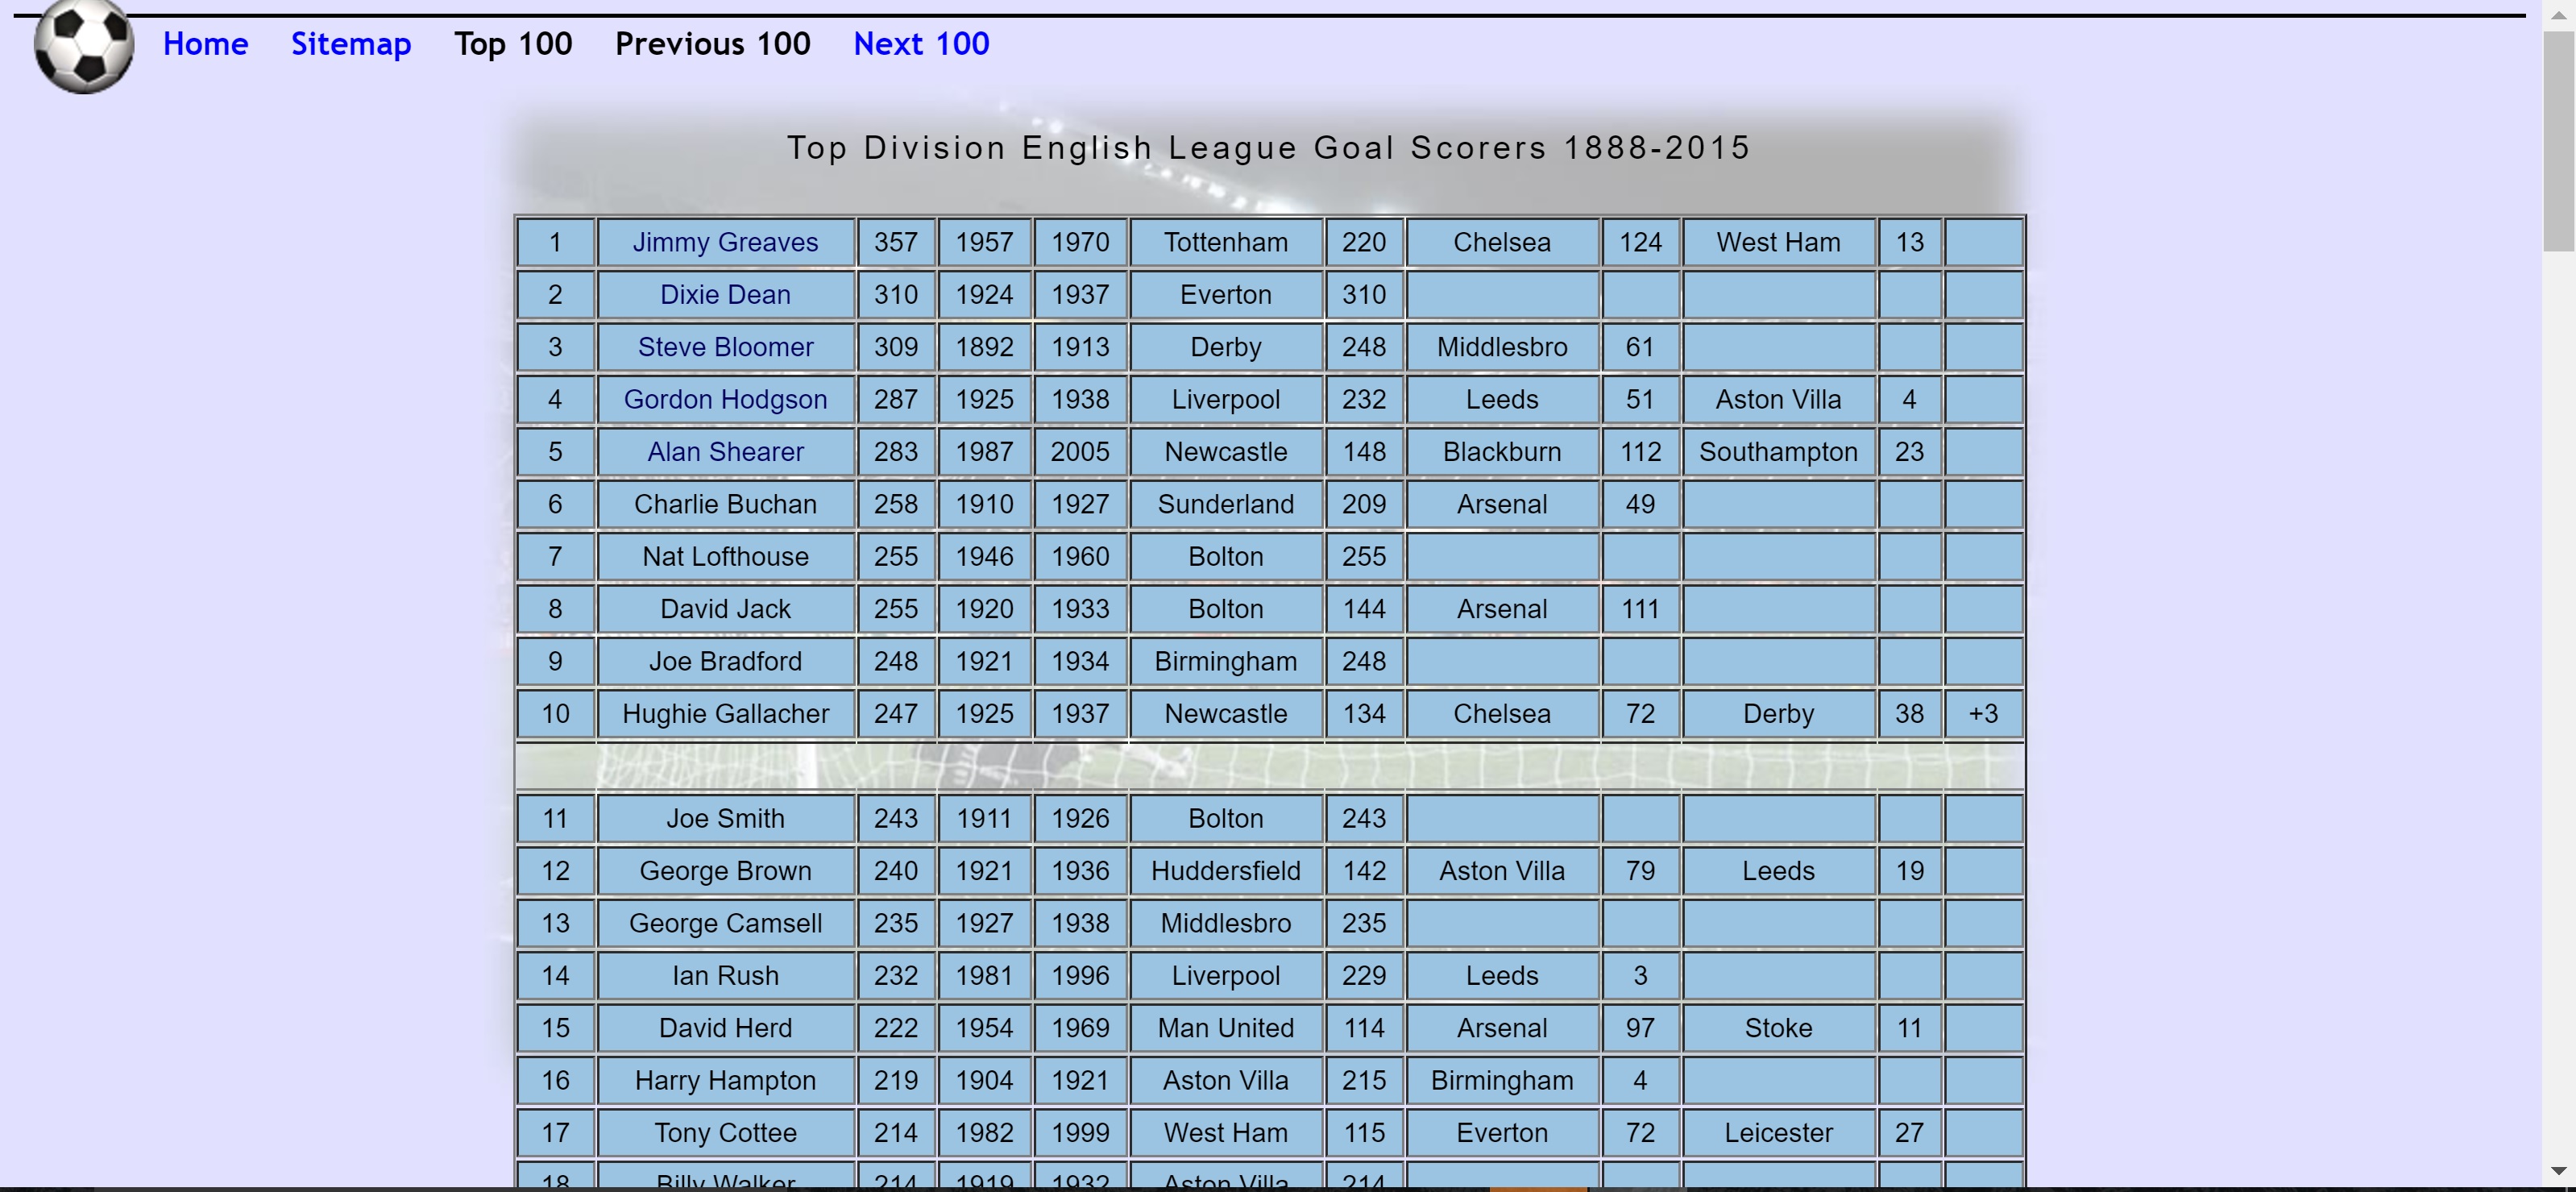 Home Sitemap Top 100 Previous 100 Next 100
Top Division English League Goal Scorers 1888-2015
1 Jimmy Greaves 357 1957 1970 Tottenham 220 Chelsea 124 West Ham 13
2 Dixie Dean 310 1924 1937 Everton 310
3 Steve Bloomer 309 1892 1913 Derby 248 Middlesbro 61
4 Gordon Hodgson 287 1925 1938 Liverpool 232 Leeds 51 Aston Villa 4
5 Alan Shearer 283 1987 2005 Newcastle 148 Blackburn 112 Southampton 23
6 Charlie Buchan 258 1910 1927 Sunderland 209 Arsenal 49
7 Nat Lofthouse 255 1946 1960 Bolton 255
8 David Jack 255 1920 1933 Bolton 144 Arsenal 111
9 Joe Bradford 248 1921 1934 Birmingham 248
10 Hughie Gallacher 247 1925 1937 Newcastle 134 Chelsea 72 Derby 38 +3
11 Joe Smith 243 1911 1926 Bolton 243
12 George Brown 240 1921 1936 Huddersfield 142 Aston Villa 79 Leeds 19
13 George Camsell 235 1927 1938 Middlesbro 235
14 Ian Rush 232 1981 1996 Liverpool 229 Leeds 3
15 David Herd 222 1954 1969 Man United 114 Arsenal 97 Stoke 11
16 Harry Hampton 219 1904 1921 Aston Villa 215 Birmingham 4
17 Tony Cottee 214 1982 1999 West Ham 115 Everton 72 Leicester 27
18 Billy Walker 214 1919 1932 Aston Villa 214